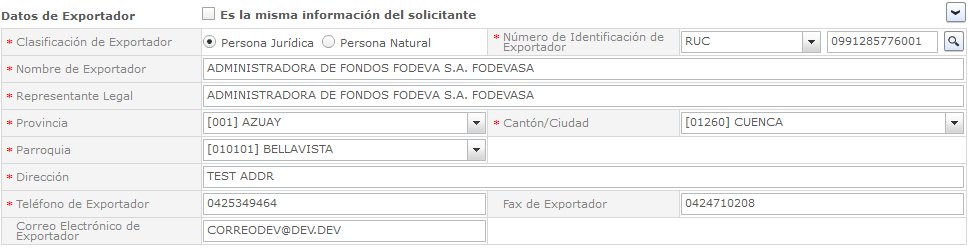 Datos de Exportador Es la misma información del solicitante
* Clasificación de Exportador Persona Jurídica Persona Natural * Número de Identificación de Exportador RUC 0991285776001
* Nombre de Exportador ADMINISTRADORA DE FONDOS FODEVA S.A. FODEVASA
* Representante Legal ADMINISTRADORA DE FONDOS FODEVA S.A. FODEVASA
* Provincia [001] AZUAY * Cantón/Ciudad [01260] CUENCA
* Parroquia [010101] BELLAVISTA
* Dirección TEST ADDR
* Teléfono de Exportador 0425349464 Fax de Exportador 0424710208
Correo Electrónico de Exportador CORREODEV@DEV.DEV